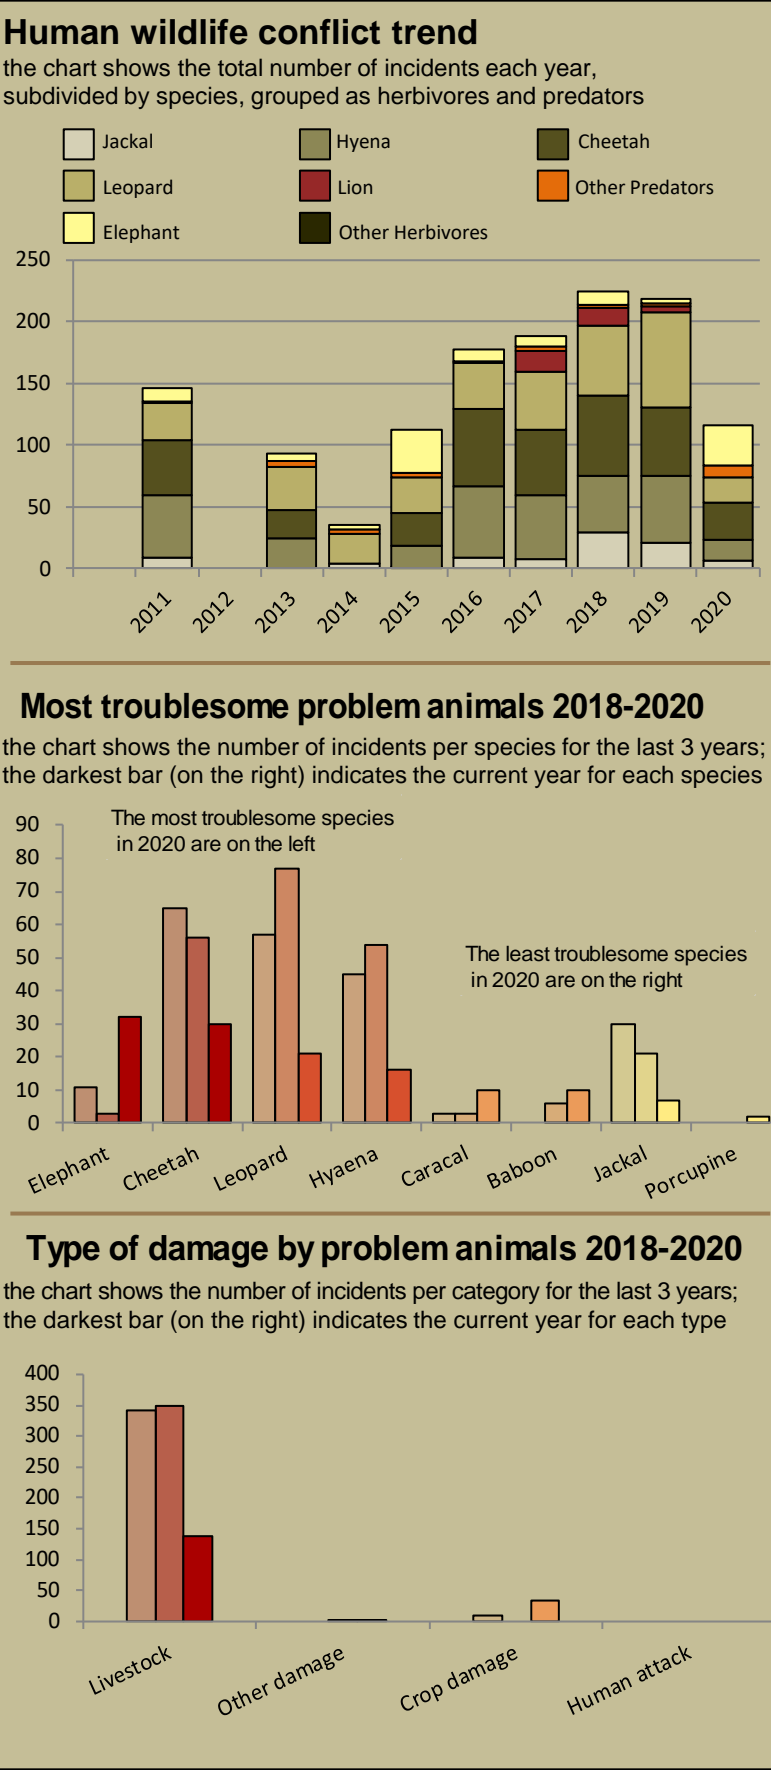 Human wildlife conflict trend
the chart shows the total number of incidents each year,
subdivided by species, grouped as herbivores and predators
Jackal
Hyena
Cheetah
Leopard
Lion
Other Predators
Elephant
Other Herbivores
250
200
150
100
50
0
2011
2012
2013
2014
2015
2016
2017
2018
2019
2020
Most troublesome problem animals 2018-2020
the chart shows the number of incidents per species for the last 3 years;
the darkest bar (on the right) indicates the current year for each species
The most troublesome species
in 2020 are on the left
The least troublesome species
in 2020 are on the right
90
80
70
60
50
40
30
20
10
0
Elephant
Cheetah
Leopard
Hyaena
Caracal
Baboon
Jackal
Porcupine
Type of damage by problem animals 2018-2020
the chart shows the number of incidents per category for the last 3 years;
the darkest bar (on the right) indicates the current year for each type
400
350
300
250
200
150
100
50
0
Livestock
Other damage
Crop damage
Human attack